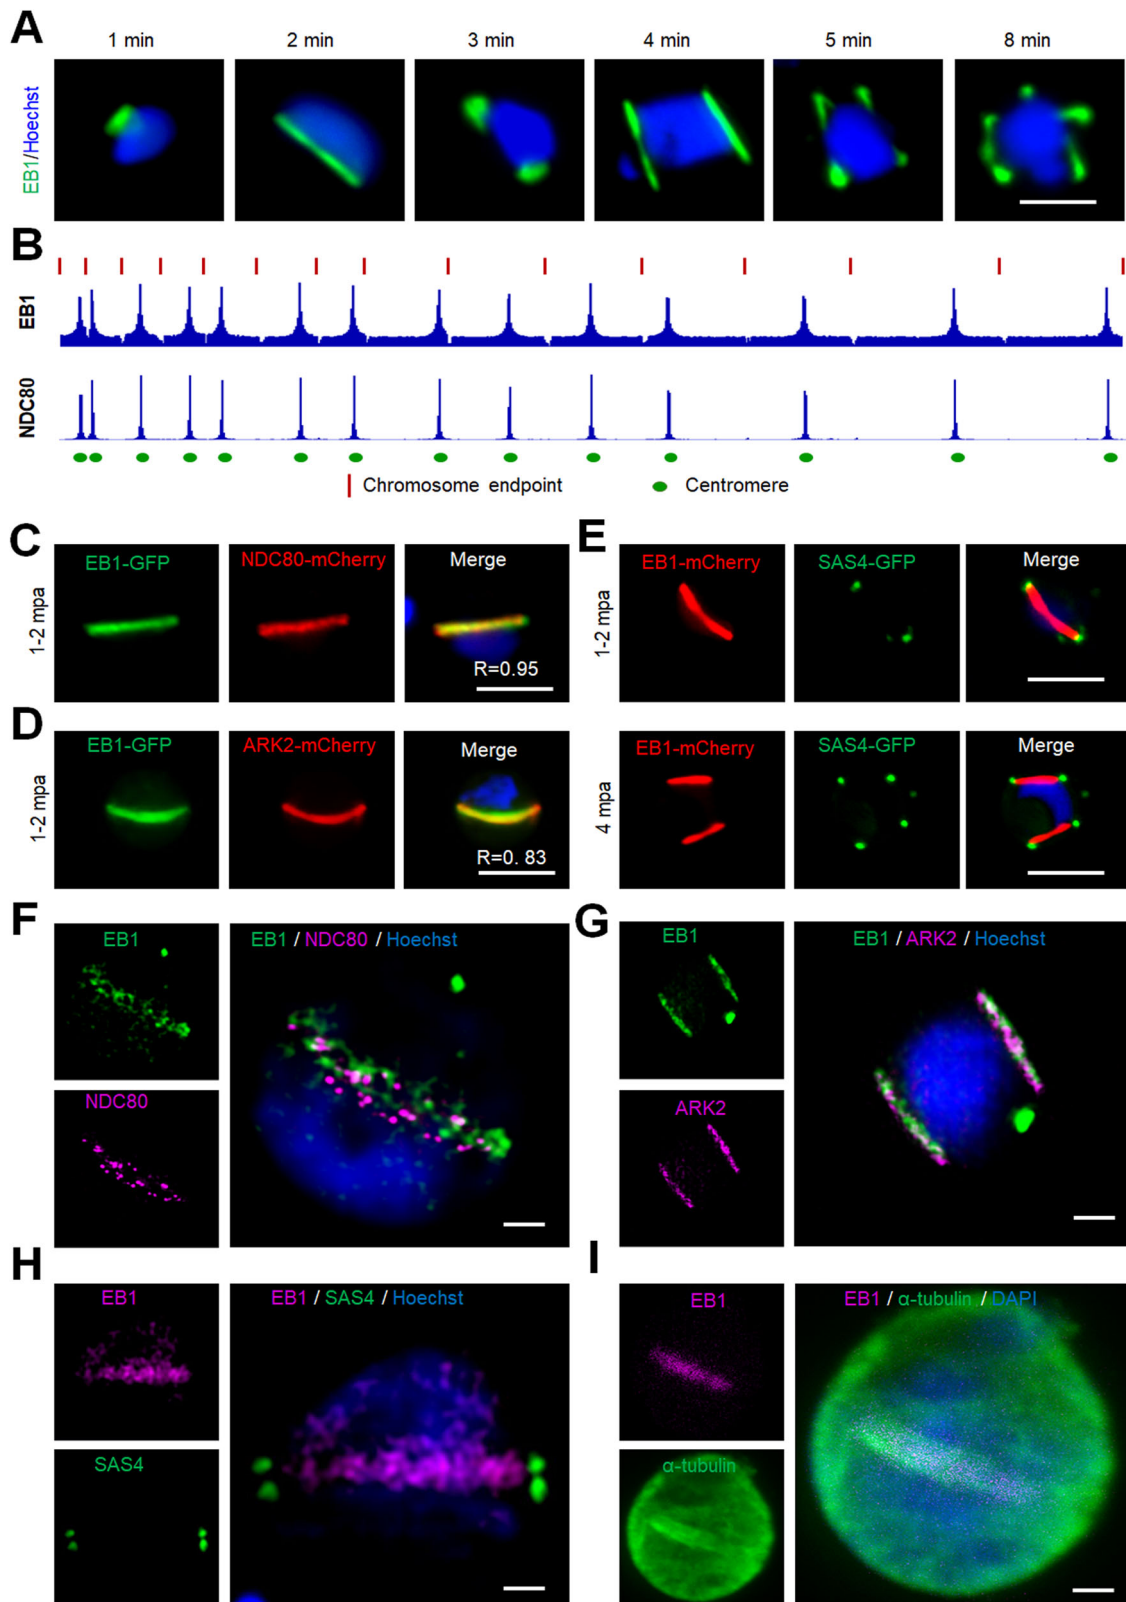 A
1 min 2 min 3 min 4 min 5 min 8 min
EB1/Hoechst
B
EB1
NDC80
Chromosome endpoint Centromere
C
1-2 mpa
EB1-GFP NDC80-mCherry Merge
R=0.95
D
1-2 mpa
EB1-GFP ARK2-mCherry Merge
R=0. 83
E
1-2 mpa
EB1-mCherry SAS4-GFP Merge
4 mpa
EB1-mCherry SAS4-GFP Merge
F
EB1
NDC80
EB1 / NDC80 / Hoechst
G
EB1
ARK2
EB1 / ARK2 / Hoechst
H
EB1
SAS4
EB1 / SAS4 / Hoechst
I
EB1
α-tubulin
EB1 / α-tubulin / DAPI